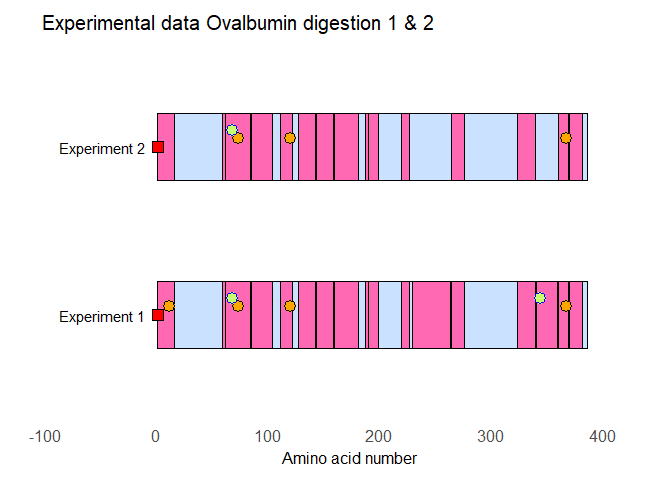 Experimental data Ovalbumin digestion 1 & 2
Experiment 2
Experiment 1
-100 0 100 200 300 400
Amino acid number